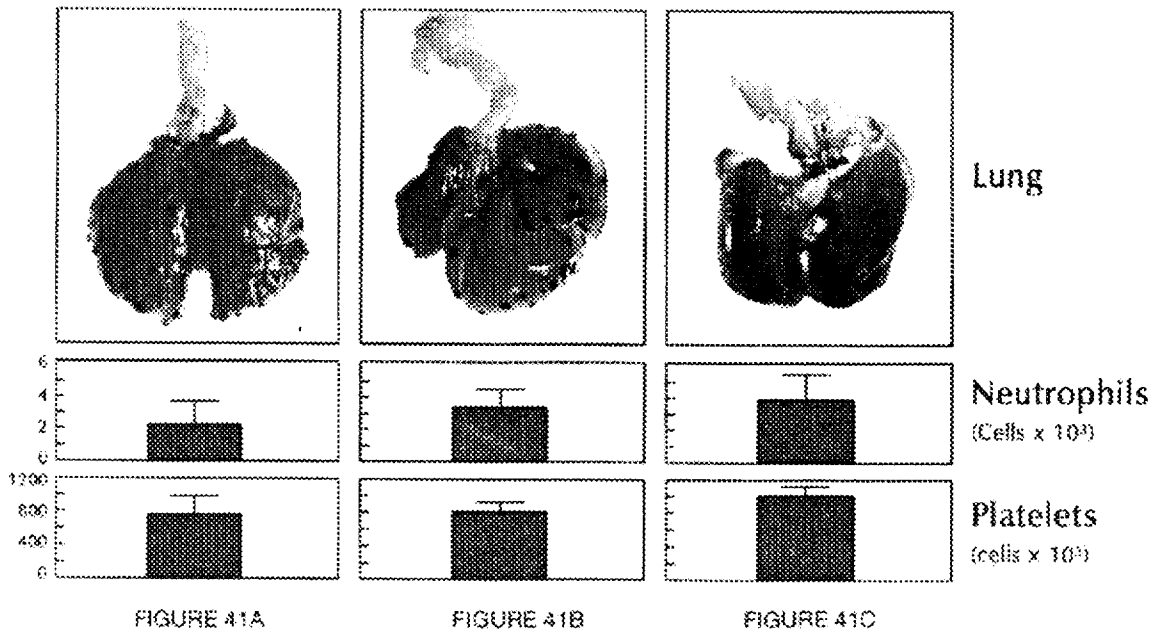 Lung
6
4
2
0
Neutrophils
(Cells x 10³)
1200
800
400
0
Platelets
(cells x 10³)
FIGURE 41A FIGURE 41B FIGURE 41C